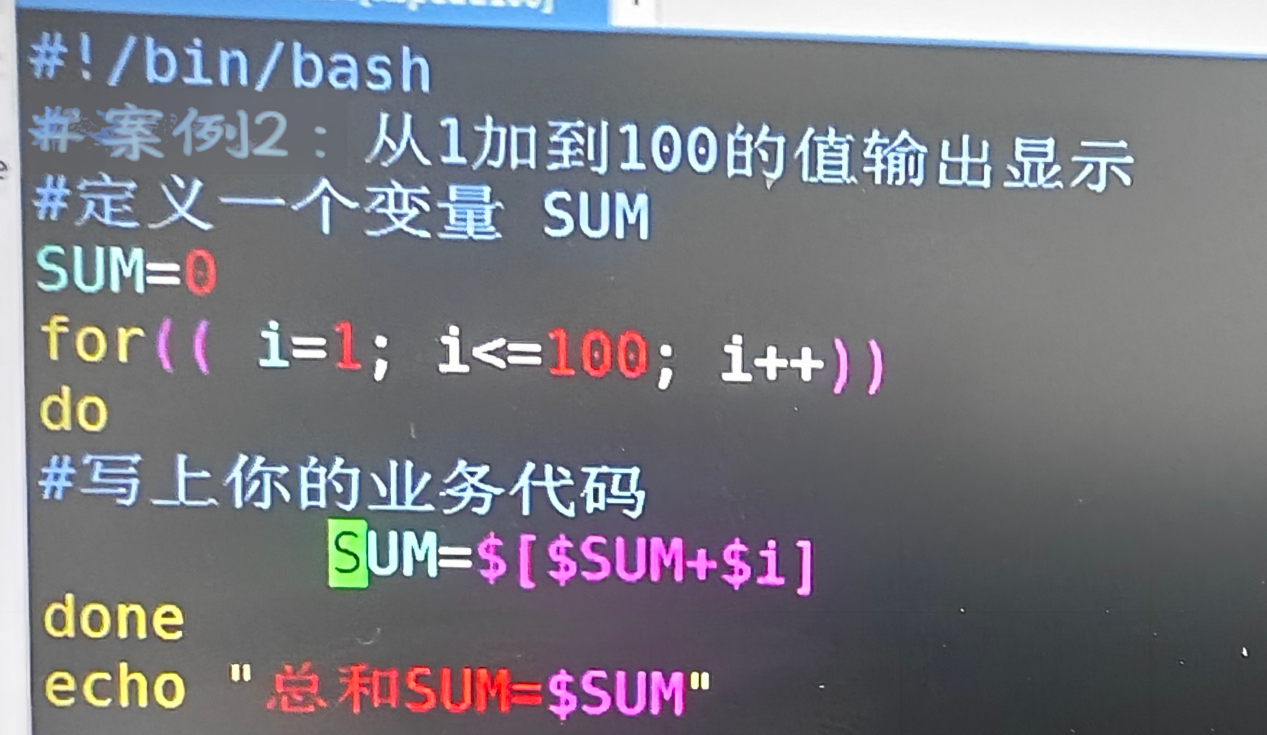 #!/bin/bash
#案例2：从1加到100的值输出显示
#定义一个变量 SUM
SUM=0
for(( i=1; i<=100; i++))
do
#写上你的业务代码
SUM=$[$SUM+$i]
done
echo "总和SUM=$SUM"